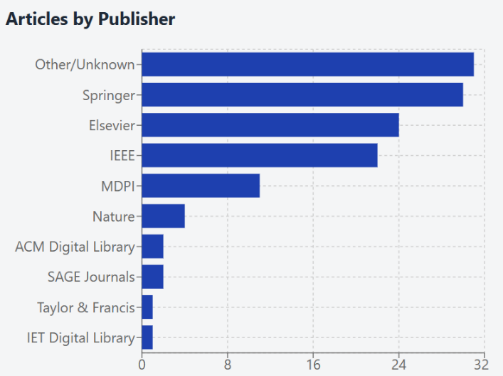 Articles by Publisher
Other/Unknown
Springer
Elsevier
IEEE
MDPI
Nature
ACM Digital Library
SAGE Journals
Taylor & Francis
IET Digital Library
0 8 16 24 32